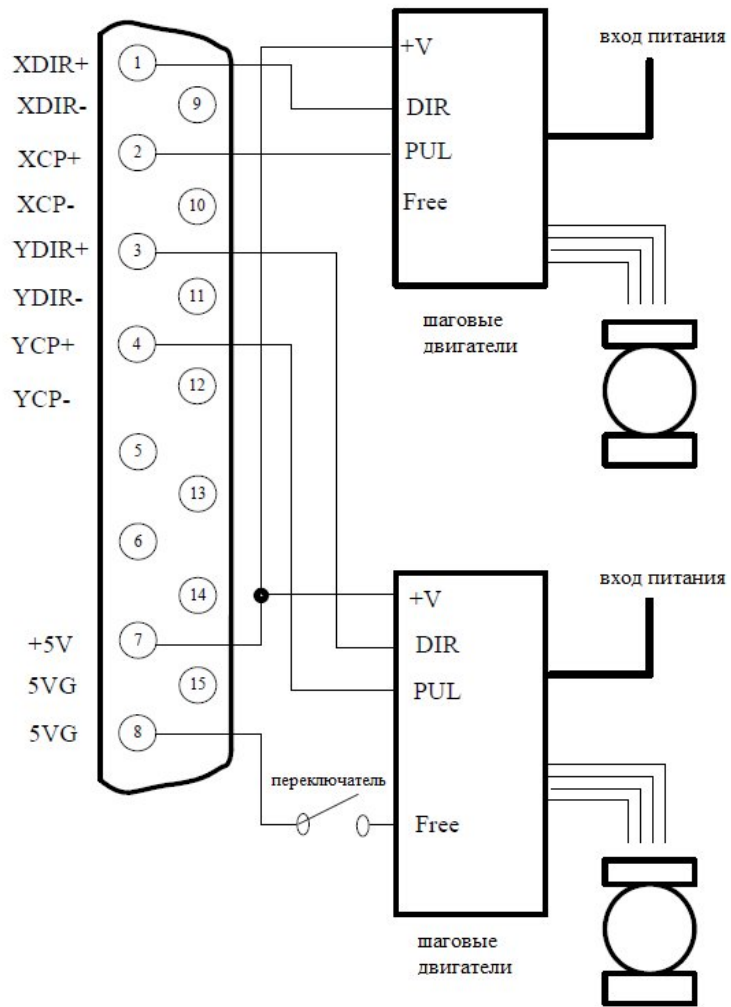 XDIR+
1
XDIR-
9
XCP+
2
XCP-
10
YDIR+
3
YDIR-
11
YCP+
4
YCP-
12
5
13
6
14
+5V
7
5VG
15
5VG
8
+V
DIR
PUL
Free
вход питания
шаговые
двигатели
+V
DIR
PUL
Free
вход питания
переключатель
шаговые
двигатели